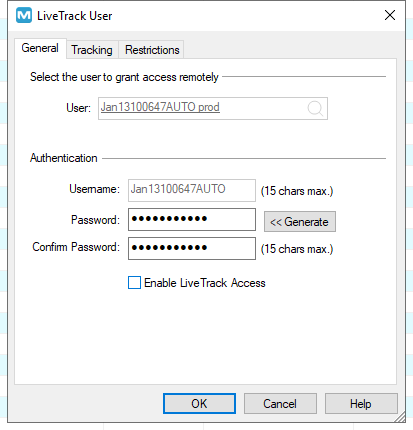 LiveTrack User
General Tracking Restrictions
Select the user to grant access remotely
User: Jan13100647AUTO prod
Authentication
Username: Jan13100647AUTO (15 chars max.)
Password: ●●●●●●●●●●● << Generate
Confirm Password: ●●●●●●●●●●● (15 chars max.)
Enable LiveTrack Access
OK Cancel Help